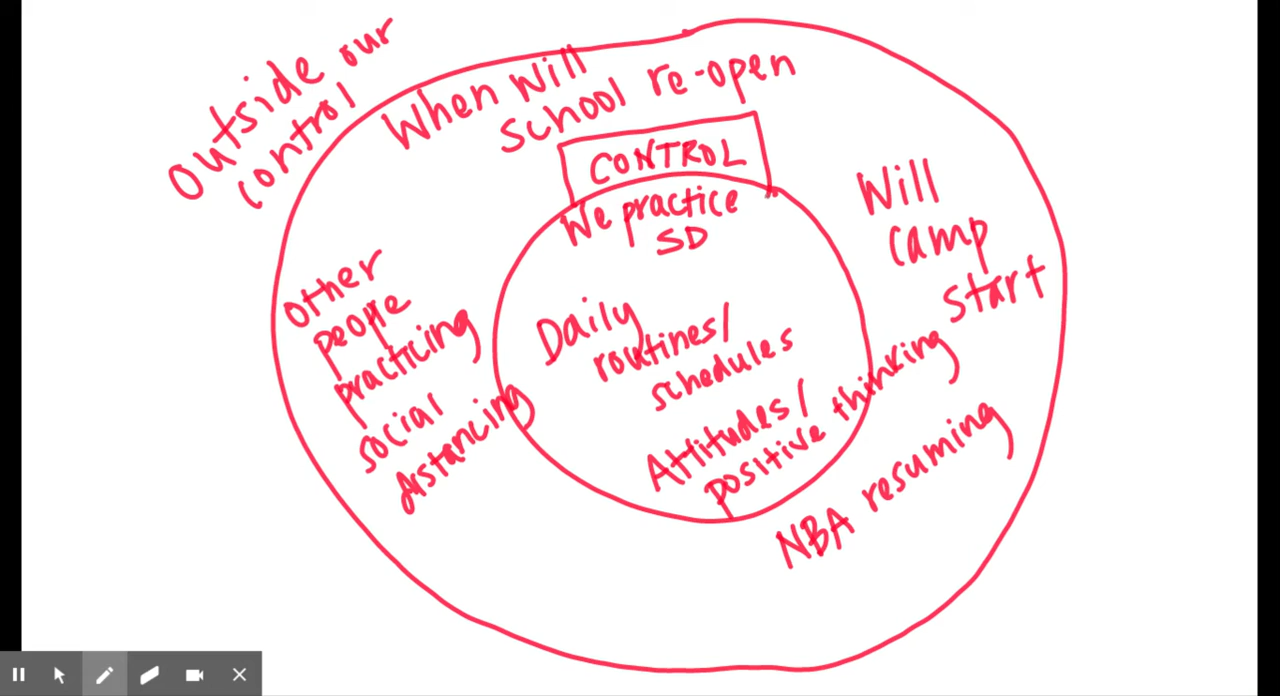 Outside our
control
When Will
school re-open
CONTROL
We practice
SD
Will
camp
start
Other
people
practicing
social
distancing
Daily
routines/
schedules
Attitudes/
positive thinking
NBA resuming